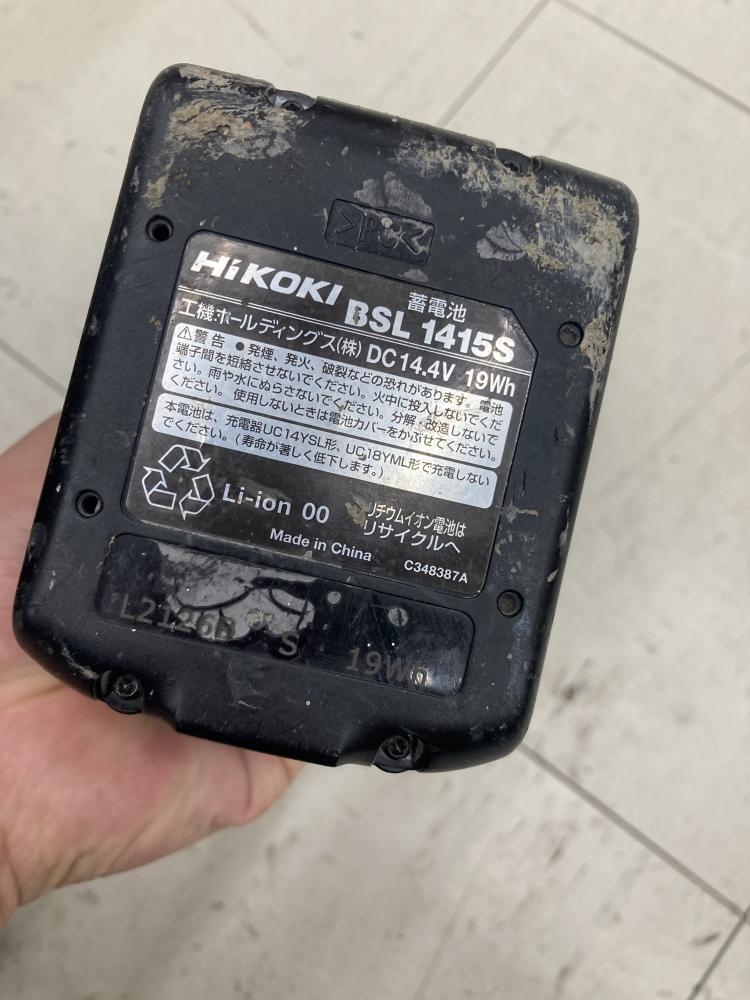 >PC<
HiKOKI 蓄電池
BSL 1415S
工機ホールディングス(株) DC14.4V 19Wh
⚠警告 ●発煙、発火、破裂などの恐れがあります。電池
端子間を短絡させないでください。火中に投入しないでくだ
さい。雨や水にぬらさないでください。分解・改造しないで
ください。使用しないときは電池カバーをかぶせてください。
本電池は、充電器UC14YSL形、UC18YML形で充電しない
でください。(寿命が著しく低下します。)
Li-ion 00 リチウムイオン電池は
リサイクルへ
Made in China C348387A
S 19Wh